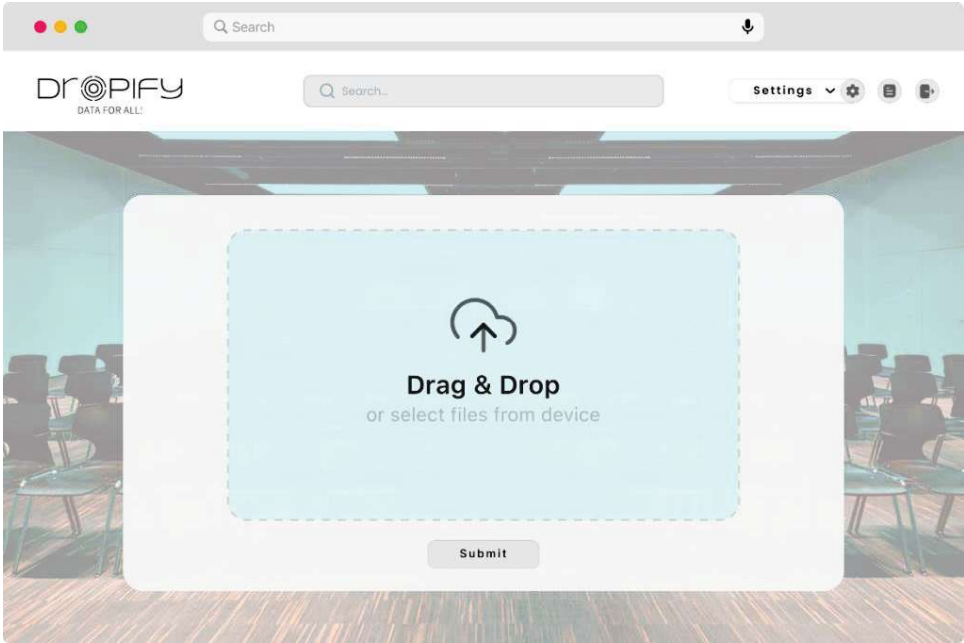 Search
DrOPIFY
DATA FOR ALL!
Search..
Settings
Drag & Drop
or select files from device
Submit